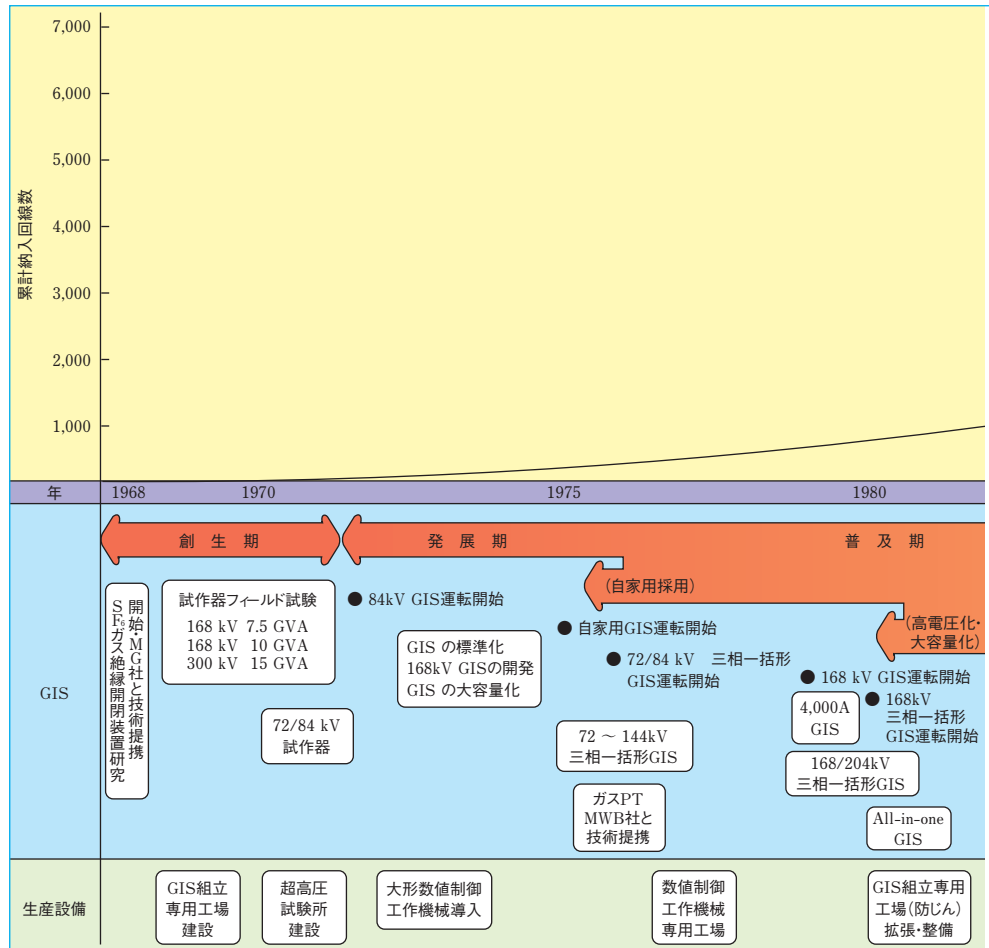 7,000
6,000
5,000
4,000
3,000
2,000
1,000
累計納入回線数
年
1968
1970
1975
1980
創生期
発展期
普及期
(自家用採用)
(高電圧化・
大容量化)
GIS
SF6ガス絶縁開閉装置研究
開始・MG社と技術提携
試作器フィールド試験
168 kV 7.5 GVA
168 kV 10 GVA
300 kV 15 GVA
72/84 kV
試作器
84kV GIS運転開始
GIS の標準化
168kV GISの開発
GIS の大容量化
自家用GIS運転開始
72/84 kV 三相一括形
GIS運転開始
72 ～ 144kV
三相一括形GIS
ガスPT
MWB社と
技術提携
168 kV GIS運転開始
4,000A
GIS
168kV
三相一括形
GIS運転開始
168/204kV
三相一括形GIS
All-in-one
GIS
生産設備
GIS組立
専用工場
建設
超高圧
試験所
建設
大形数値制御
工作機械導入
数値制御
工作機械
専用工場
GIS組立専用
工場(防じん)
拡張・整備